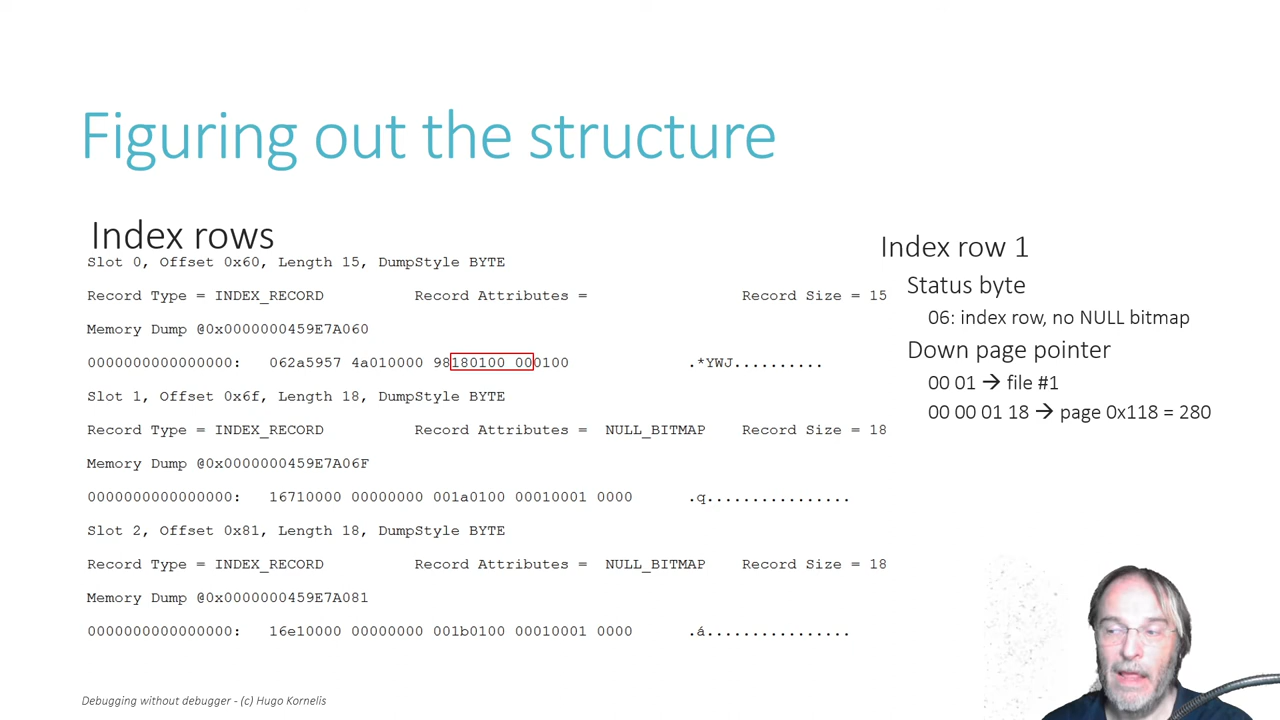 Figuring out the structure
Index rows
Slot 0, Offset 0x60, Length 15, DumpStyle BYTE
Record Type = INDEX_RECORD Record Attributes = Record Size = 15
Memory Dump @0x0000000459E7A060
0000000000000000: 062a5957 4a010000 98180100 000100 .*YWJ..........
Slot 1, Offset 0x6f, Length 18, DumpStyle BYTE
Record Type = INDEX_RECORD Record Attributes = NULL_BITMAP Record Size = 18
Memory Dump @0x0000000459E7A06F
0000000000000000: 16710000 00000000 001a0100 00010001 0000 .q................
Slot 2, Offset 0x81, Length 18, DumpStyle BYTE
Record Type = INDEX_RECORD Record Attributes = NULL_BITMAP Record Size = 18
Memory Dump @0x0000000459E7A081
0000000000000000: 16e10000 00000000 001b0100 00010001 0000 .á................
Index row 1
Status byte
06: index row, no NULL bitmap
Down page pointer
00 01 → file #1
00 00 01 18 → page 0x118 = 280
Debugging without debugger - (c) Hugo Kornelis